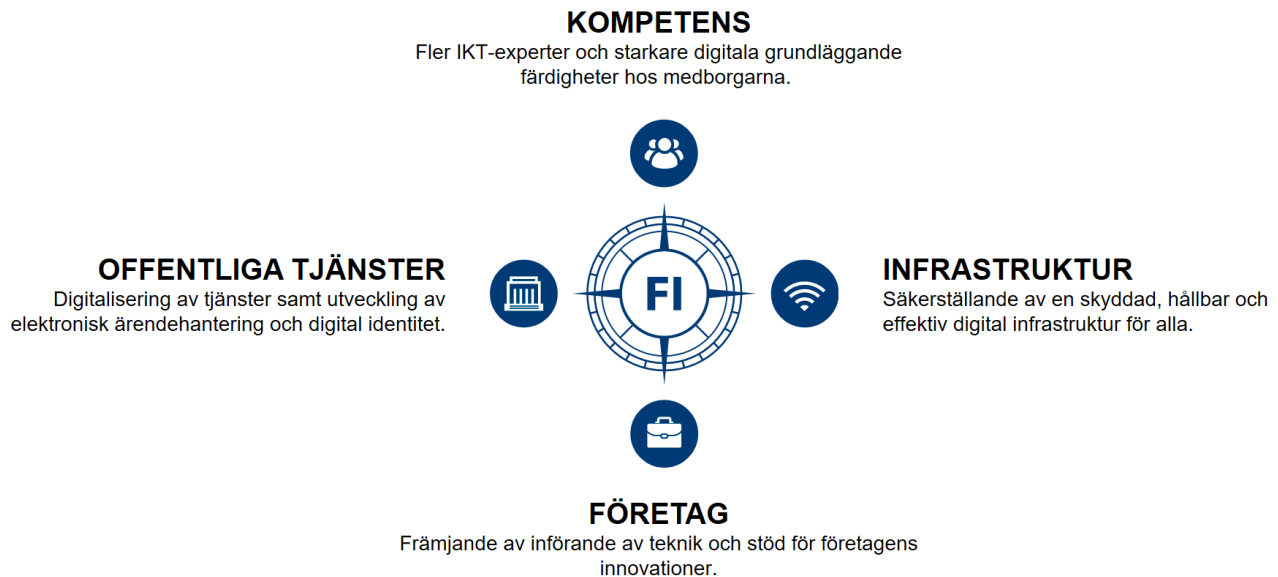 KOMPETENS
Fler IKT-experter och starkare digitala grundläggande
färdigheter hos medborgarna.
OFFENTLIGA TJÄNSTER
Digitalisering av tjänster samt utveckling av
elektronisk ärendehantering och digital identitet.
FI
INFRASTRUKTUR
Säkerställande av en skyddad, hållbar och
effektiv digital infrastruktur för alla.
FÖRETAG
Främjande av införande av teknik och stöd för företagens
innovationer.